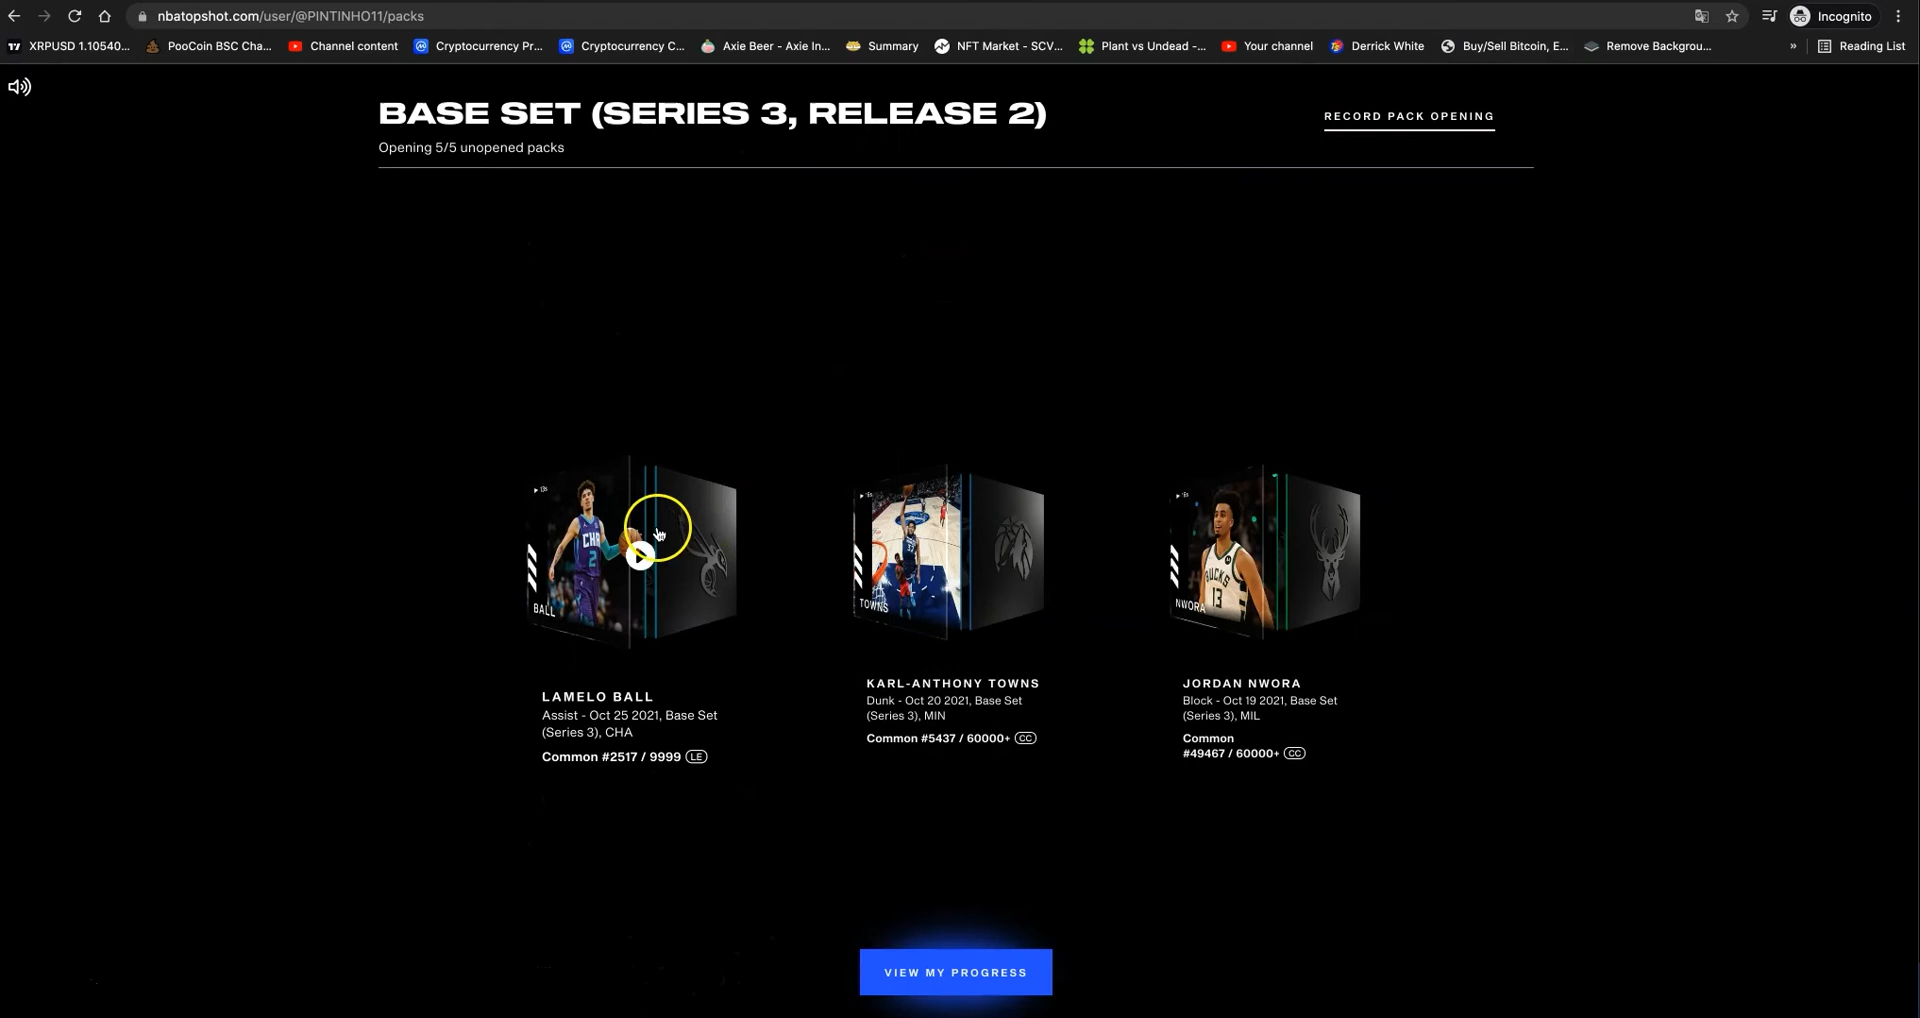 nbatopshot.com/user/@PINTINHO11/packs
Incognito
XRPUSD 1.10540...
PooCoin BSC Cha...
Channel content
Cryptocurrency Pr...
Cryptocurrency C...
Axie Beer - Axie In...
Summary
NFT Market - SCV...
Plant vs Undead -...
Your channel
Derrick White
Buy/Sell Bitcoin, E...
Remove Backgrou...
»
Reading List
BASE SET (SERIES 3, RELEASE 2)
RECORD PACK OPENING
Opening 5/5 unopened packs
CHA
2
BALL
TOWNS
BUCKS
13
NWORA
LAMELO BALL
Assist - Oct 25 2021, Base Set
(Series 3), CHA
Common #2517 / 9999 LE
KARL-ANTHONY TOWNS
Dunk - Oct 20 2021, Base Set
(Series 3), MIN
Common #5437 / 60000+ CC
JORDAN NWORA
Block - Oct 19 2021, Base Set
(Series 3), MIL
Common
#49467 / 60000+ CC
VIEW MY PROGRESS